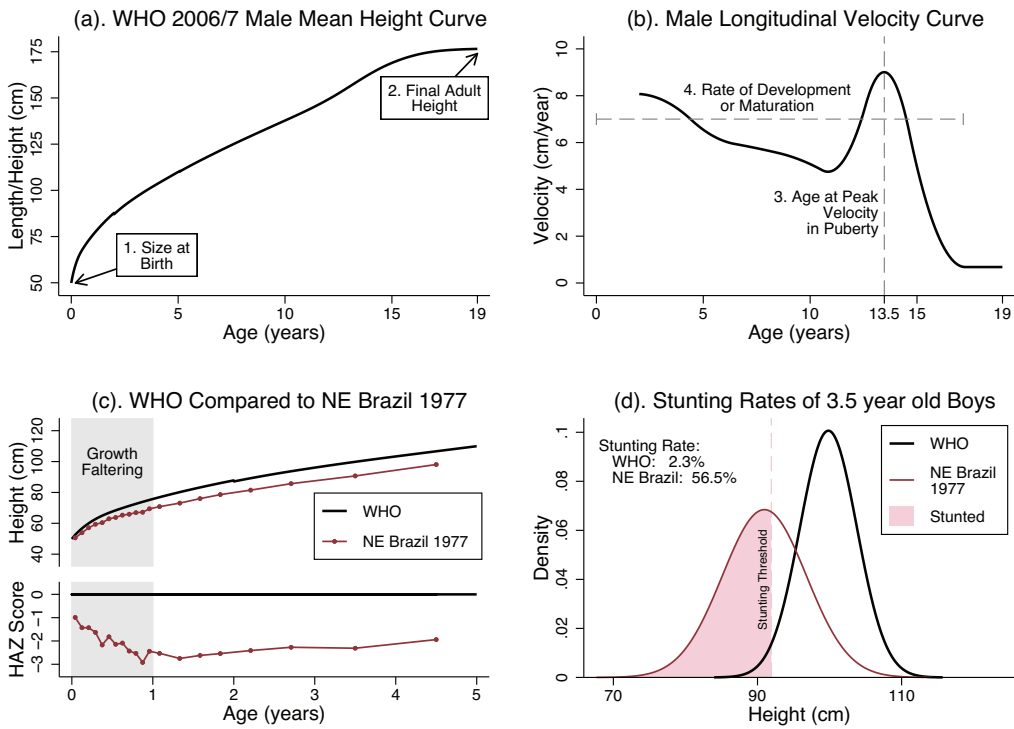 (a). WHO 2006/7 Male Mean Height Curve
Length/Height (cm)
175
150
125
100
75
50
1. Size at
Birth
2. Final Adult
Height
0
5
10
15
19
Age (years)
(b). Male Longitudinal Velocity Curve
Velocity (cm/year)
10
8
6
4
2
0
4. Rate of Development
or Maturation
3. Age at Peak
Velocity
in Puberty
0
5
10
13.5
15
19
Age (years)
(c). WHO Compared to NE Brazil 1977
Height (cm)
120
100
80
60
40
Growth
Faltering
WHO
NE Brazil 1977
HAZ Score
0
−1
−2
−3
0
1
2
3
4
5
Age (years)
(d). Stunting Rates of 3.5 year old Boys
Density
.1
.08
.06
.04
.02
0
Stunting Rate:
WHO: 2.3%
NE Brazil: 56.5%
Stunting Threshold
WHO
NE Brazil
1977
Stunted
70
90
110
Height (cm)